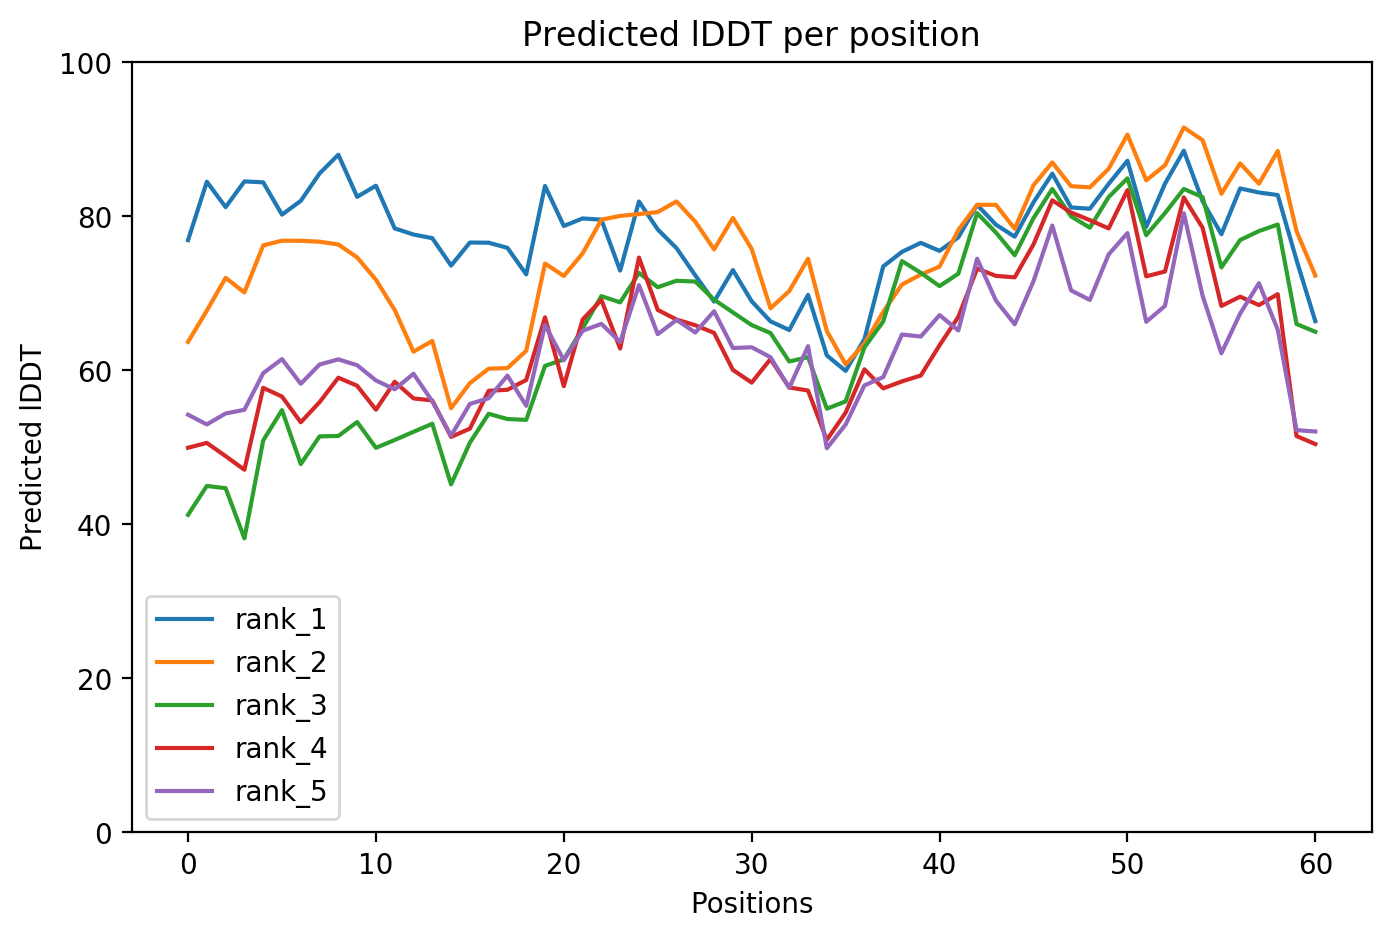 Predicted lDDT per position
100
80
60
40
20
0
Predicted lDDT
rank_1
rank_2
rank_3
rank_4
rank_5
0 10 20 30 40 50 60
Positions